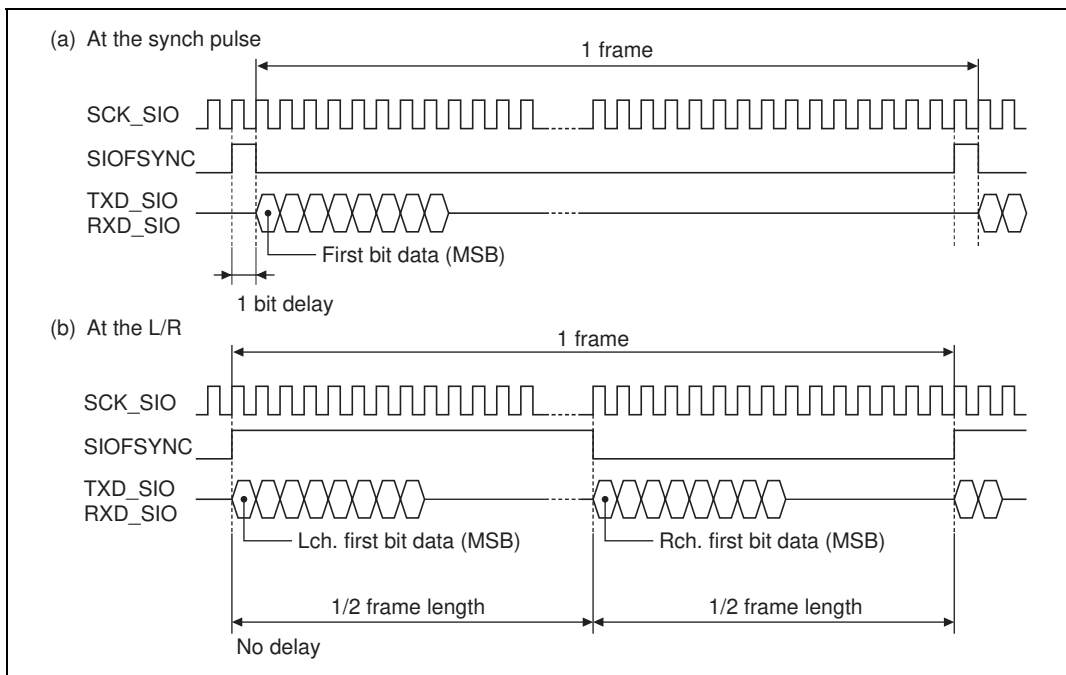 (a) At the synch pulse
1 frame
SCK_SIO
SIOFSYNC
TXD_SIO
RXD_SIO
First bit data (MSB)
1 bit delay
(b) At the L/R
1 frame
SCK_SIO
SIOFSYNC
TXD_SIO
RXD_SIO
Lch. first bit data (MSB)
Rch. first bit data (MSB)
1/2 frame length
1/2 frame length
No delay